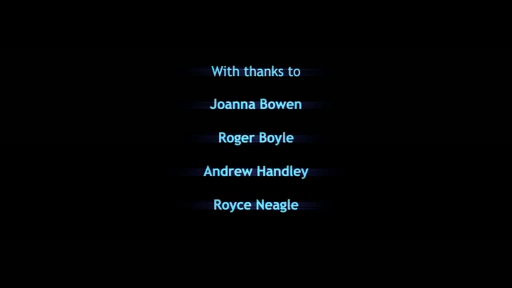 With thanks to
Joanna Bowen
Roger Boyle
Andrew Handley
Royce Neagle